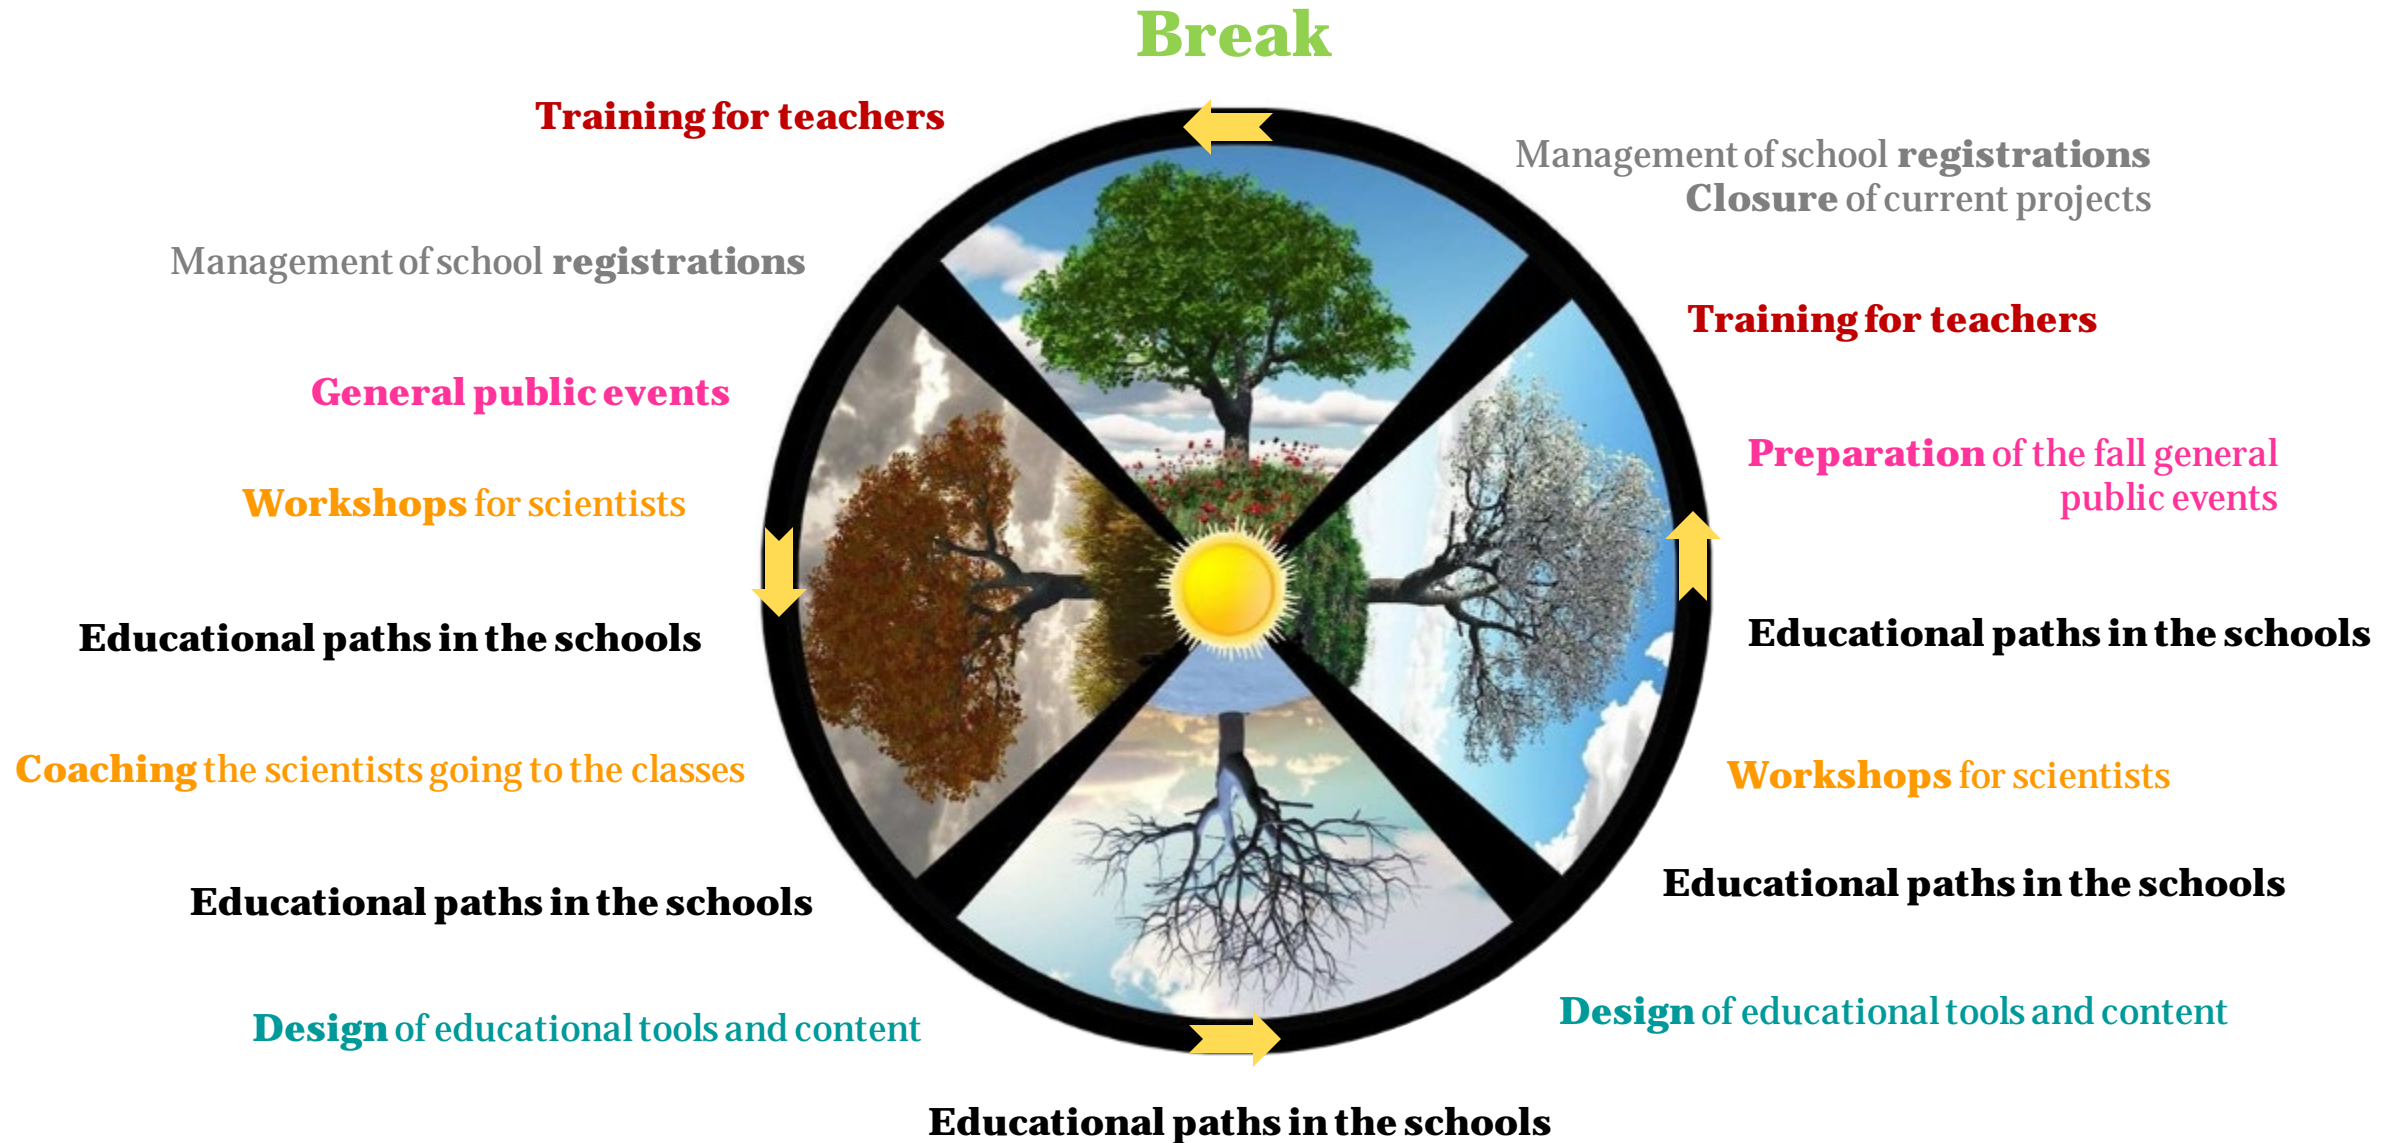 Break
Training for teachers
Management of school registrations
General public events
Workshops for scientists
Educational paths in the schools
Coaching the scientists going to the classes
Educational paths in the schools
Design of educational tools and content
Educational paths in the schools
Management of school registrations
Closure of current projects
Training for teachers
Preparation of the fall general
public events
Educational paths in the schools
Workshops for scientists
Educational paths in the schools
Design of educational tools and content